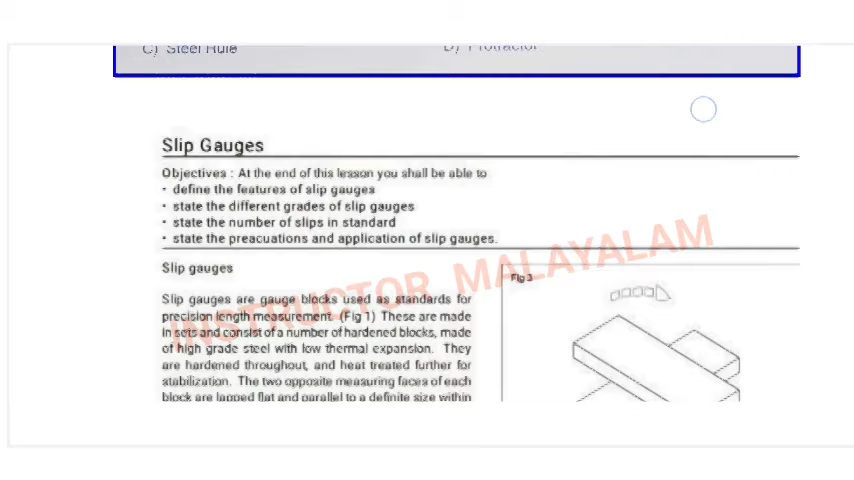 C) Steel Rule
D) Protractor
Slip Gauges
Objectives : At the end of this lesson you shall be able to
• define the features of slip gauges
• state the different grades of slip gauges
• state the number of slips in standard
• state the preacuations and application of slip gauges.
Slip gauges
Slip gauges are gauge blocks used as standards for
precision length measurement. (Fig 1) These are made
in sets and consist of a number of hardened blocks, made
of high grade steel with low thermal expansion. They
are hardened throughout, and heat treated further for
stabilization. The two opposite measuring faces of each
block are lapped flat and parallel to a definite size within
Fig 3
INSTRUCTOR MALAYALAM